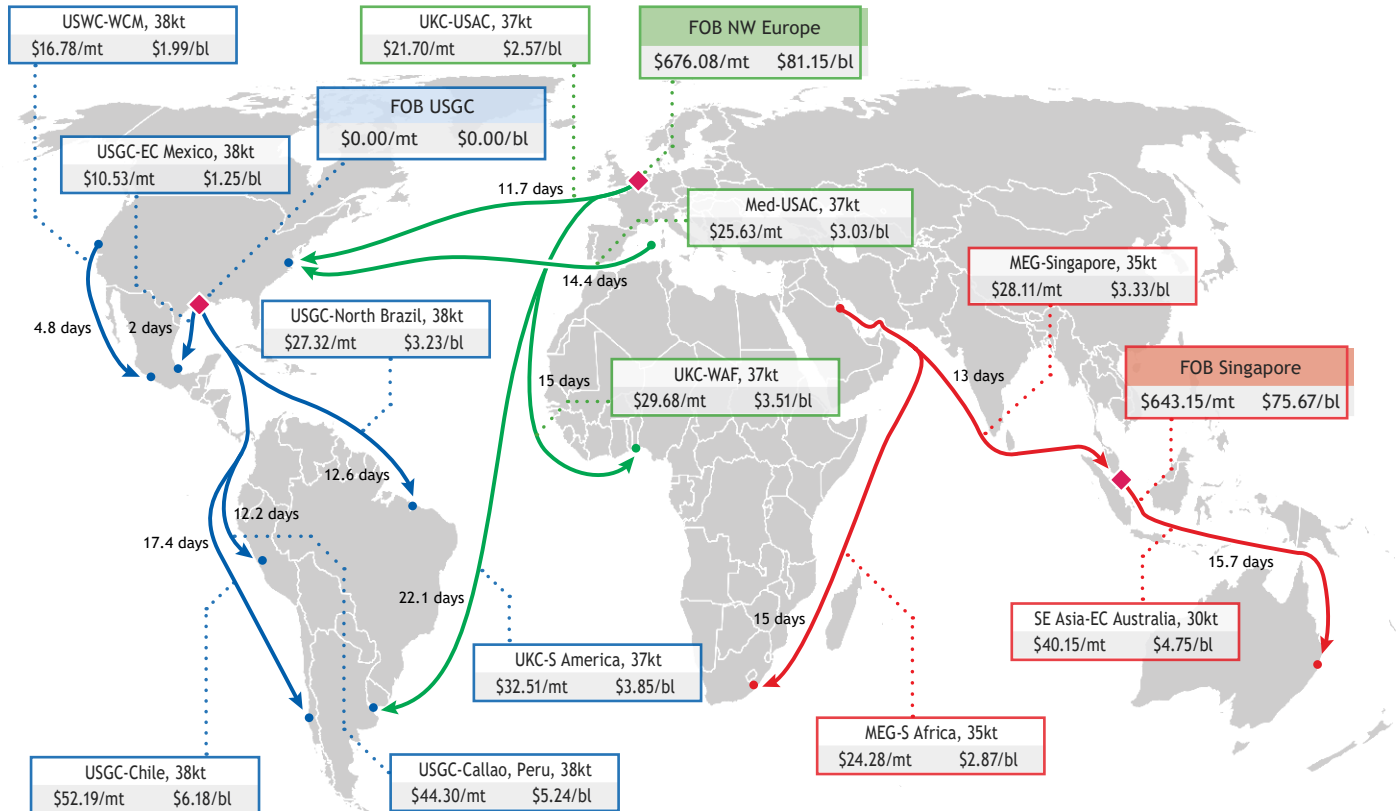 USWC-WCM, 38kt
$16.78/mt $1.99/bl
UKC-USAC, 37kt
$21.70/mt $2.57/bl
FOB NW Europe
$676.08/mt $81.15/bl
FOB USGC
$0.00/mt $0.00/bl
USGC-EC Mexico, 38kt
$10.53/mt $1.25/bl
11.7 days
Med-USAC, 37kt
$25.63/mt $3.03/bl
14.4 days
MEG-Singapore, 35kt
$28.11/mt $3.33/bl
4.8 days
2 days
USGC-North Brazil, 38kt
$27.32/mt $3.23/bl
15 days
UKC-WAF, 37kt
$29.68/mt $3.51/bl
13 days
FOB Singapore
$643.15/mt $75.67/bl
12.6 days
12.2 days
17.4 days
22.1 days
15 days
15.7 days
SE Asia-EC Australia, 30kt
$40.15/mt $4.75/bl
UKC-S America, 37kt
$32.51/mt $3.85/bl
MEG-S Africa, 35kt
$24.28/mt $2.87/bl
USGC-Chile, 38kt
$52.19/mt $6.18/bl
USGC-Callao, Peru, 38kt
$44.30/mt $5.24/bl